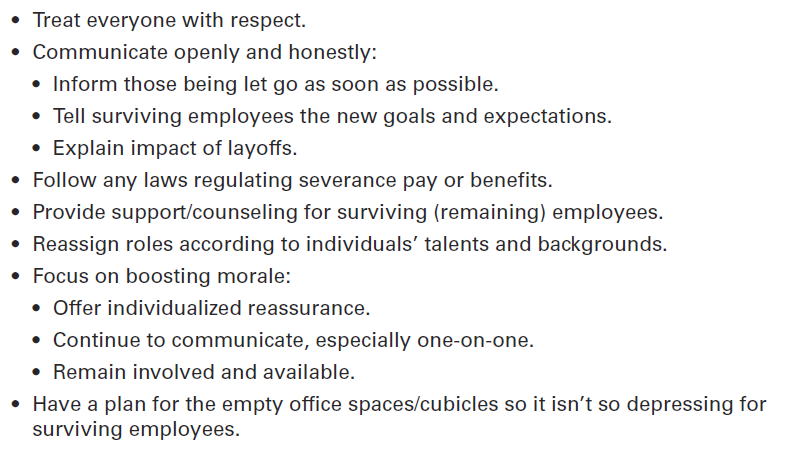 • Treat everyone with respect.
• Communicate openly and honestly:
• Inform those being let go as soon as possible.
• Tell surviving employees the new goals and expectations.
• Explain impact of layoffs.
• Follow any laws regulating severance pay or benefits.
• Provide support/counseling for surviving (remaining) employees.
• Reassign roles according to individuals’ talents and backgrounds.
• Focus on boosting morale:
• Offer individualized reassurance.
• Continue to communicate, especially one-on-one.
• Remain involved and available.
• Have a plan for the empty office spaces/cubicles so it isn’t so depressing for
surviving employees.